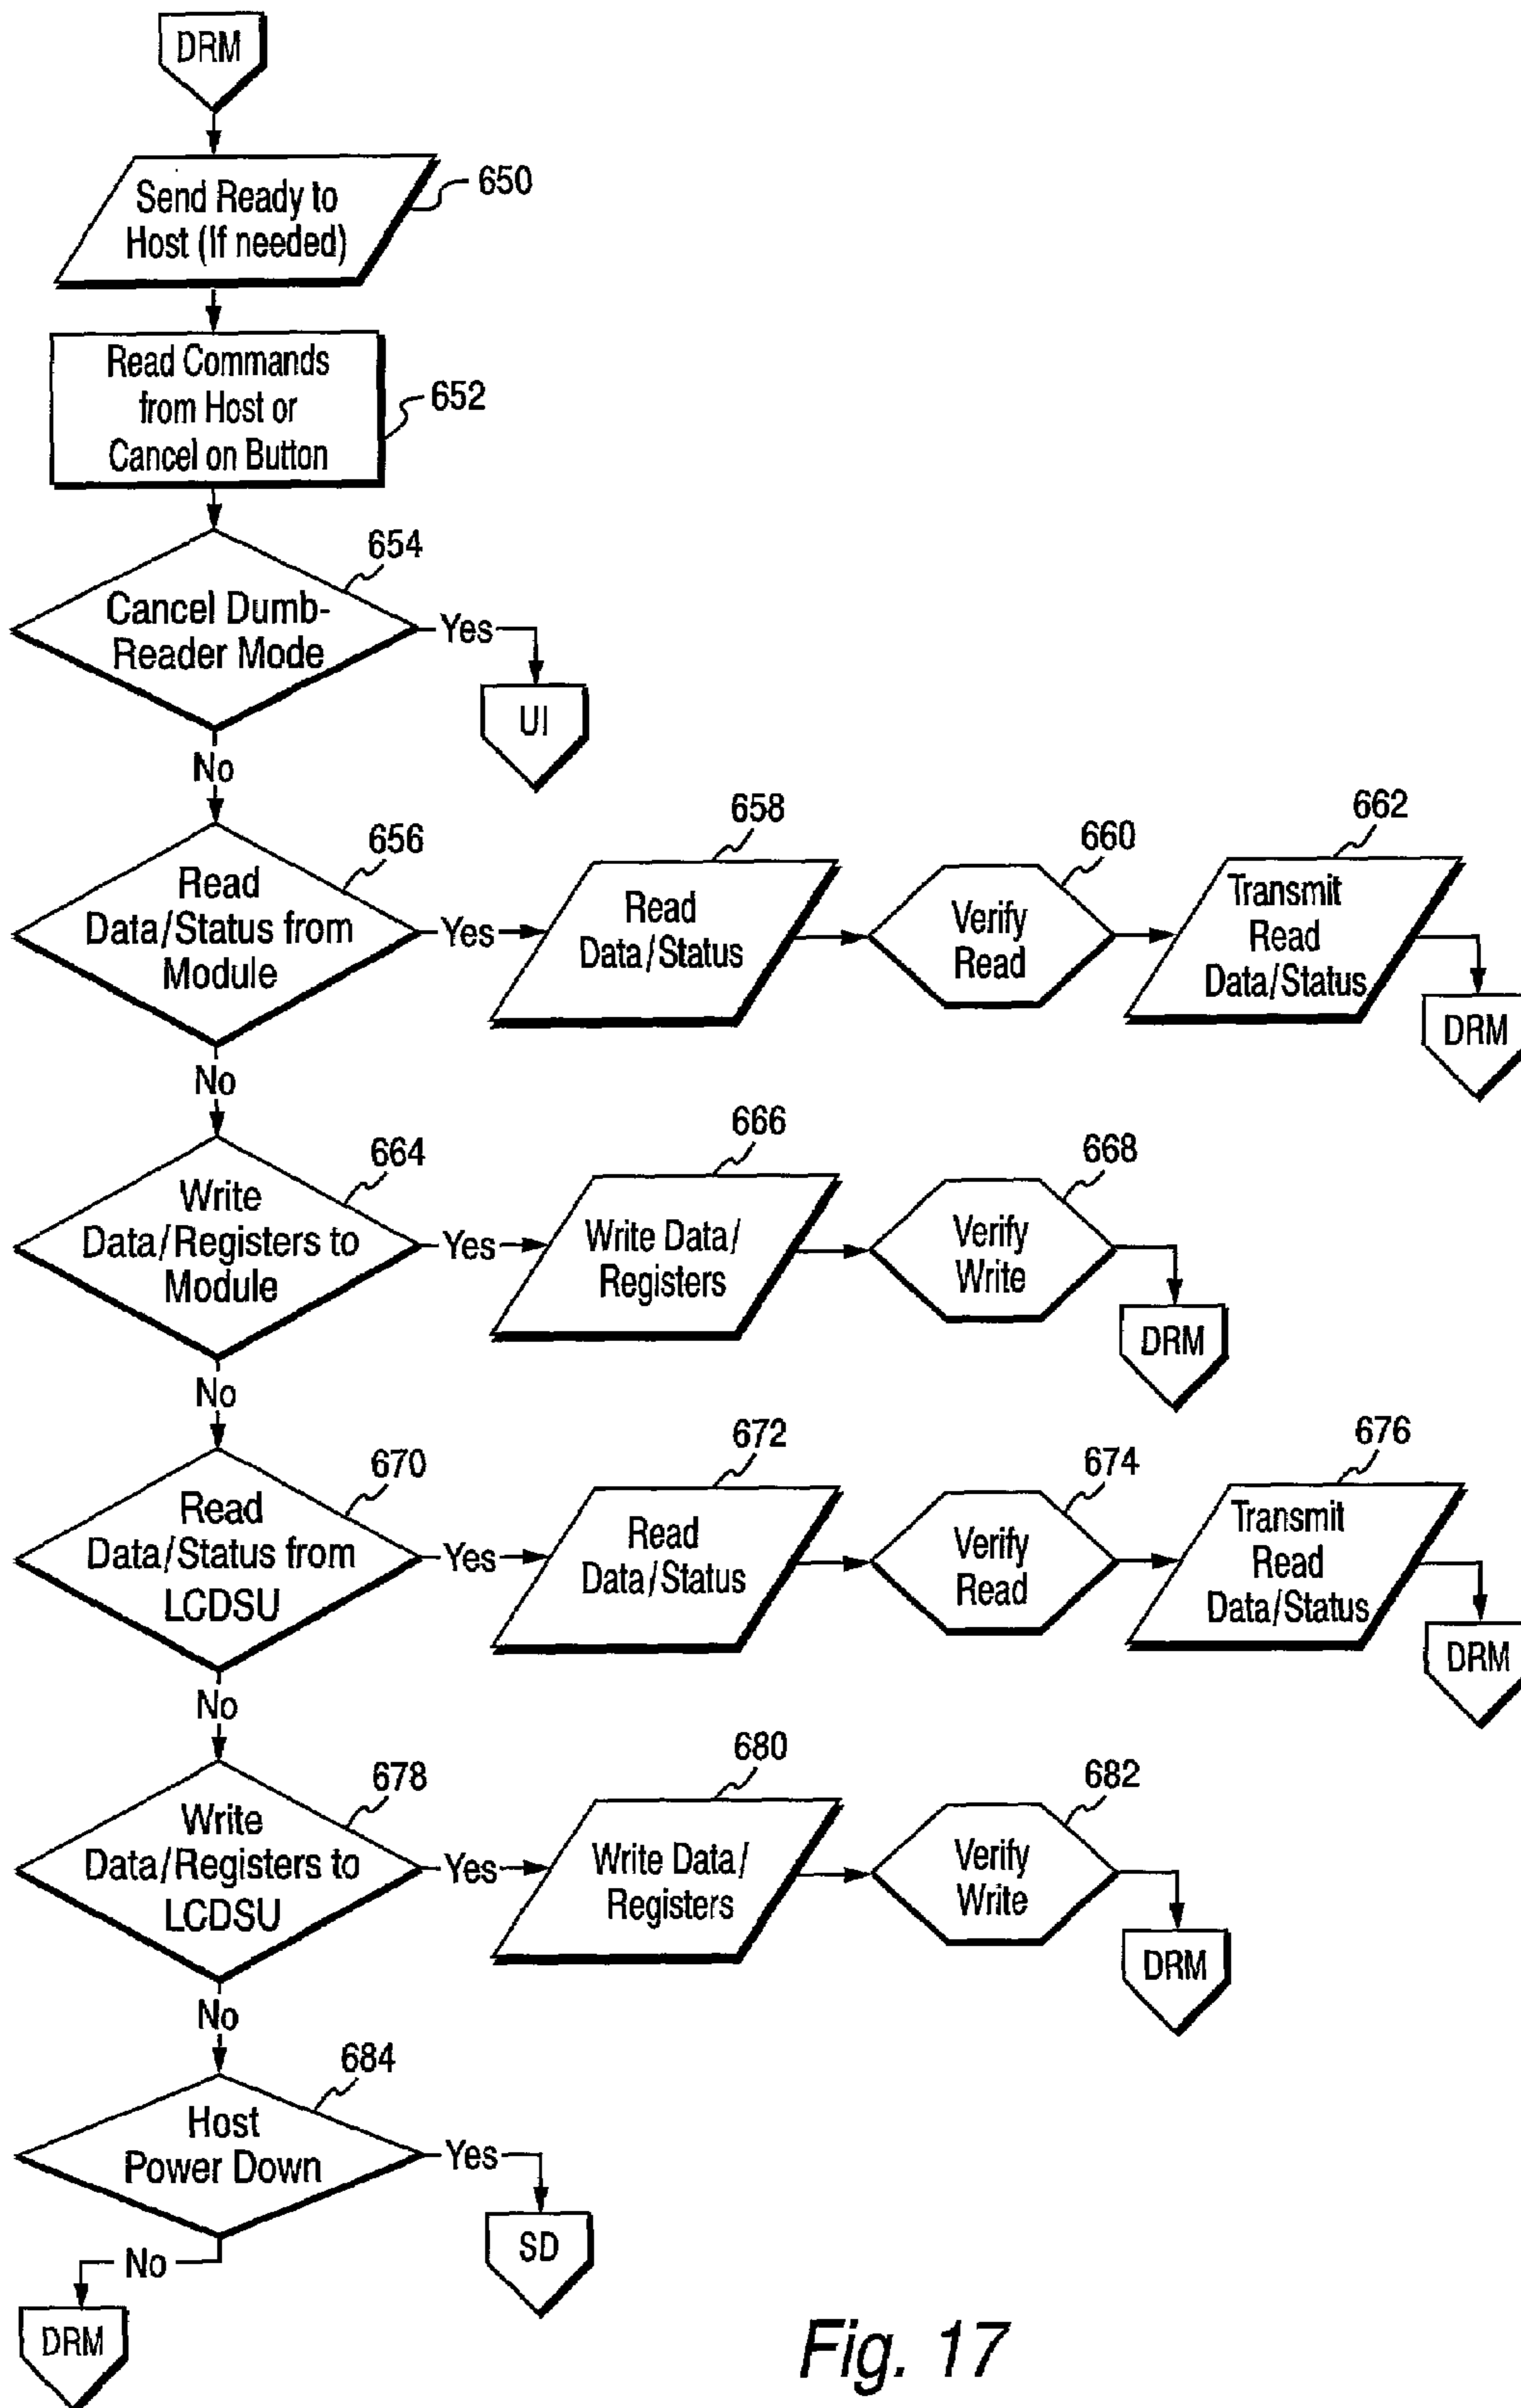 DRM
Send Ready to
Host (If needed)
650
Read Commands
from Host or
Cancel on Button
652
654
Cancel Dumb-
Reader Mode
Yes
UI
No
656
Read
Data/Status from
Module
Yes
658
Read
Data/Status
660
Verify
Read
662
Transmit
Read
Data/Status
DRM
No
664
Write
Data/Registers to
Module
Yes
666
Write Data/
Registers
668
Verify
Write
DRM
No
670
Read
Data/Status from
LCDSU
Yes
672
Read
Data/Status
674
Verify
Read
676
Transmit
Read
Data/Status
DRM
No
678
Write
Data/Registers to
LCDSU
Yes
680
Write Data/
Registers
682
Verify
Write
DRM
No
684
Host
Power Down
Yes
SD
No
DRM
Fig. 17